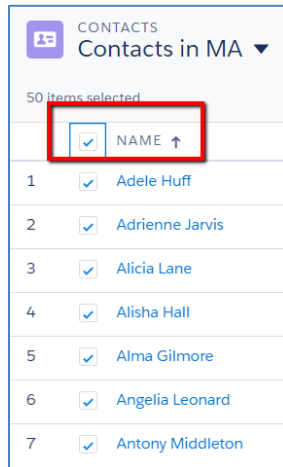 CONTACTS
Contacts in MA
50 items selected
NAME
1 Adele Huff
2 Adrienne Jarvis
3 Alicia Lane
4 Alisha Hall
5 Alma Gilmore
6 Angelia Leonard
7 Antony Middleton